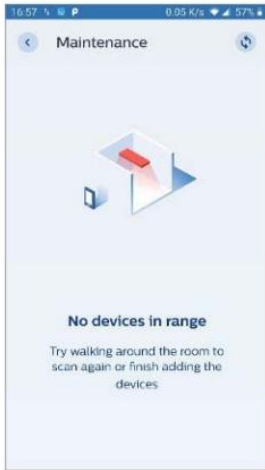 16:57 P 0.05 K/s 57%
Maintenance
No devices in range
Try walking around the room to
scan again or finish adding the
devices